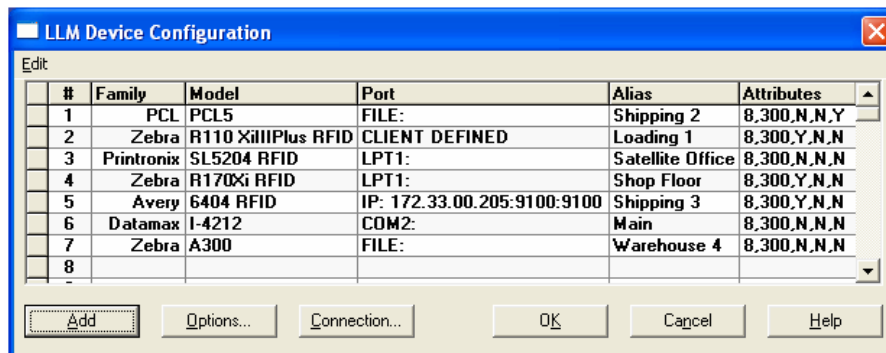 LLM Device Configuration
Edit
# Family Model Port Alias Attributes
1 PCL PCL5 FILE: Shipping 2 8,300,N,N,Y
2 Zebra R110 XiIIIPlus RFID CLIENT DEFINED Loading 1 8,300,Y,N,N
3 Printronix SL5204 RFID LPT1: Satellite Office 8,300,N,N,N
4 Zebra R170Xi RFID LPT1: Shop Floor 8,300,Y,N,N
5 Avery 6404 RFID IP: 172.33.00.205:9100:9100 Shipping 3 8,300,Y,N,N
6 Datamax I-4212 COM2: Main 8,300,N,N,N
7 Zebra A300 FILE: Warehouse 4 8,300,N,N,N
8
Add Options... Connection... OK Cancel Help